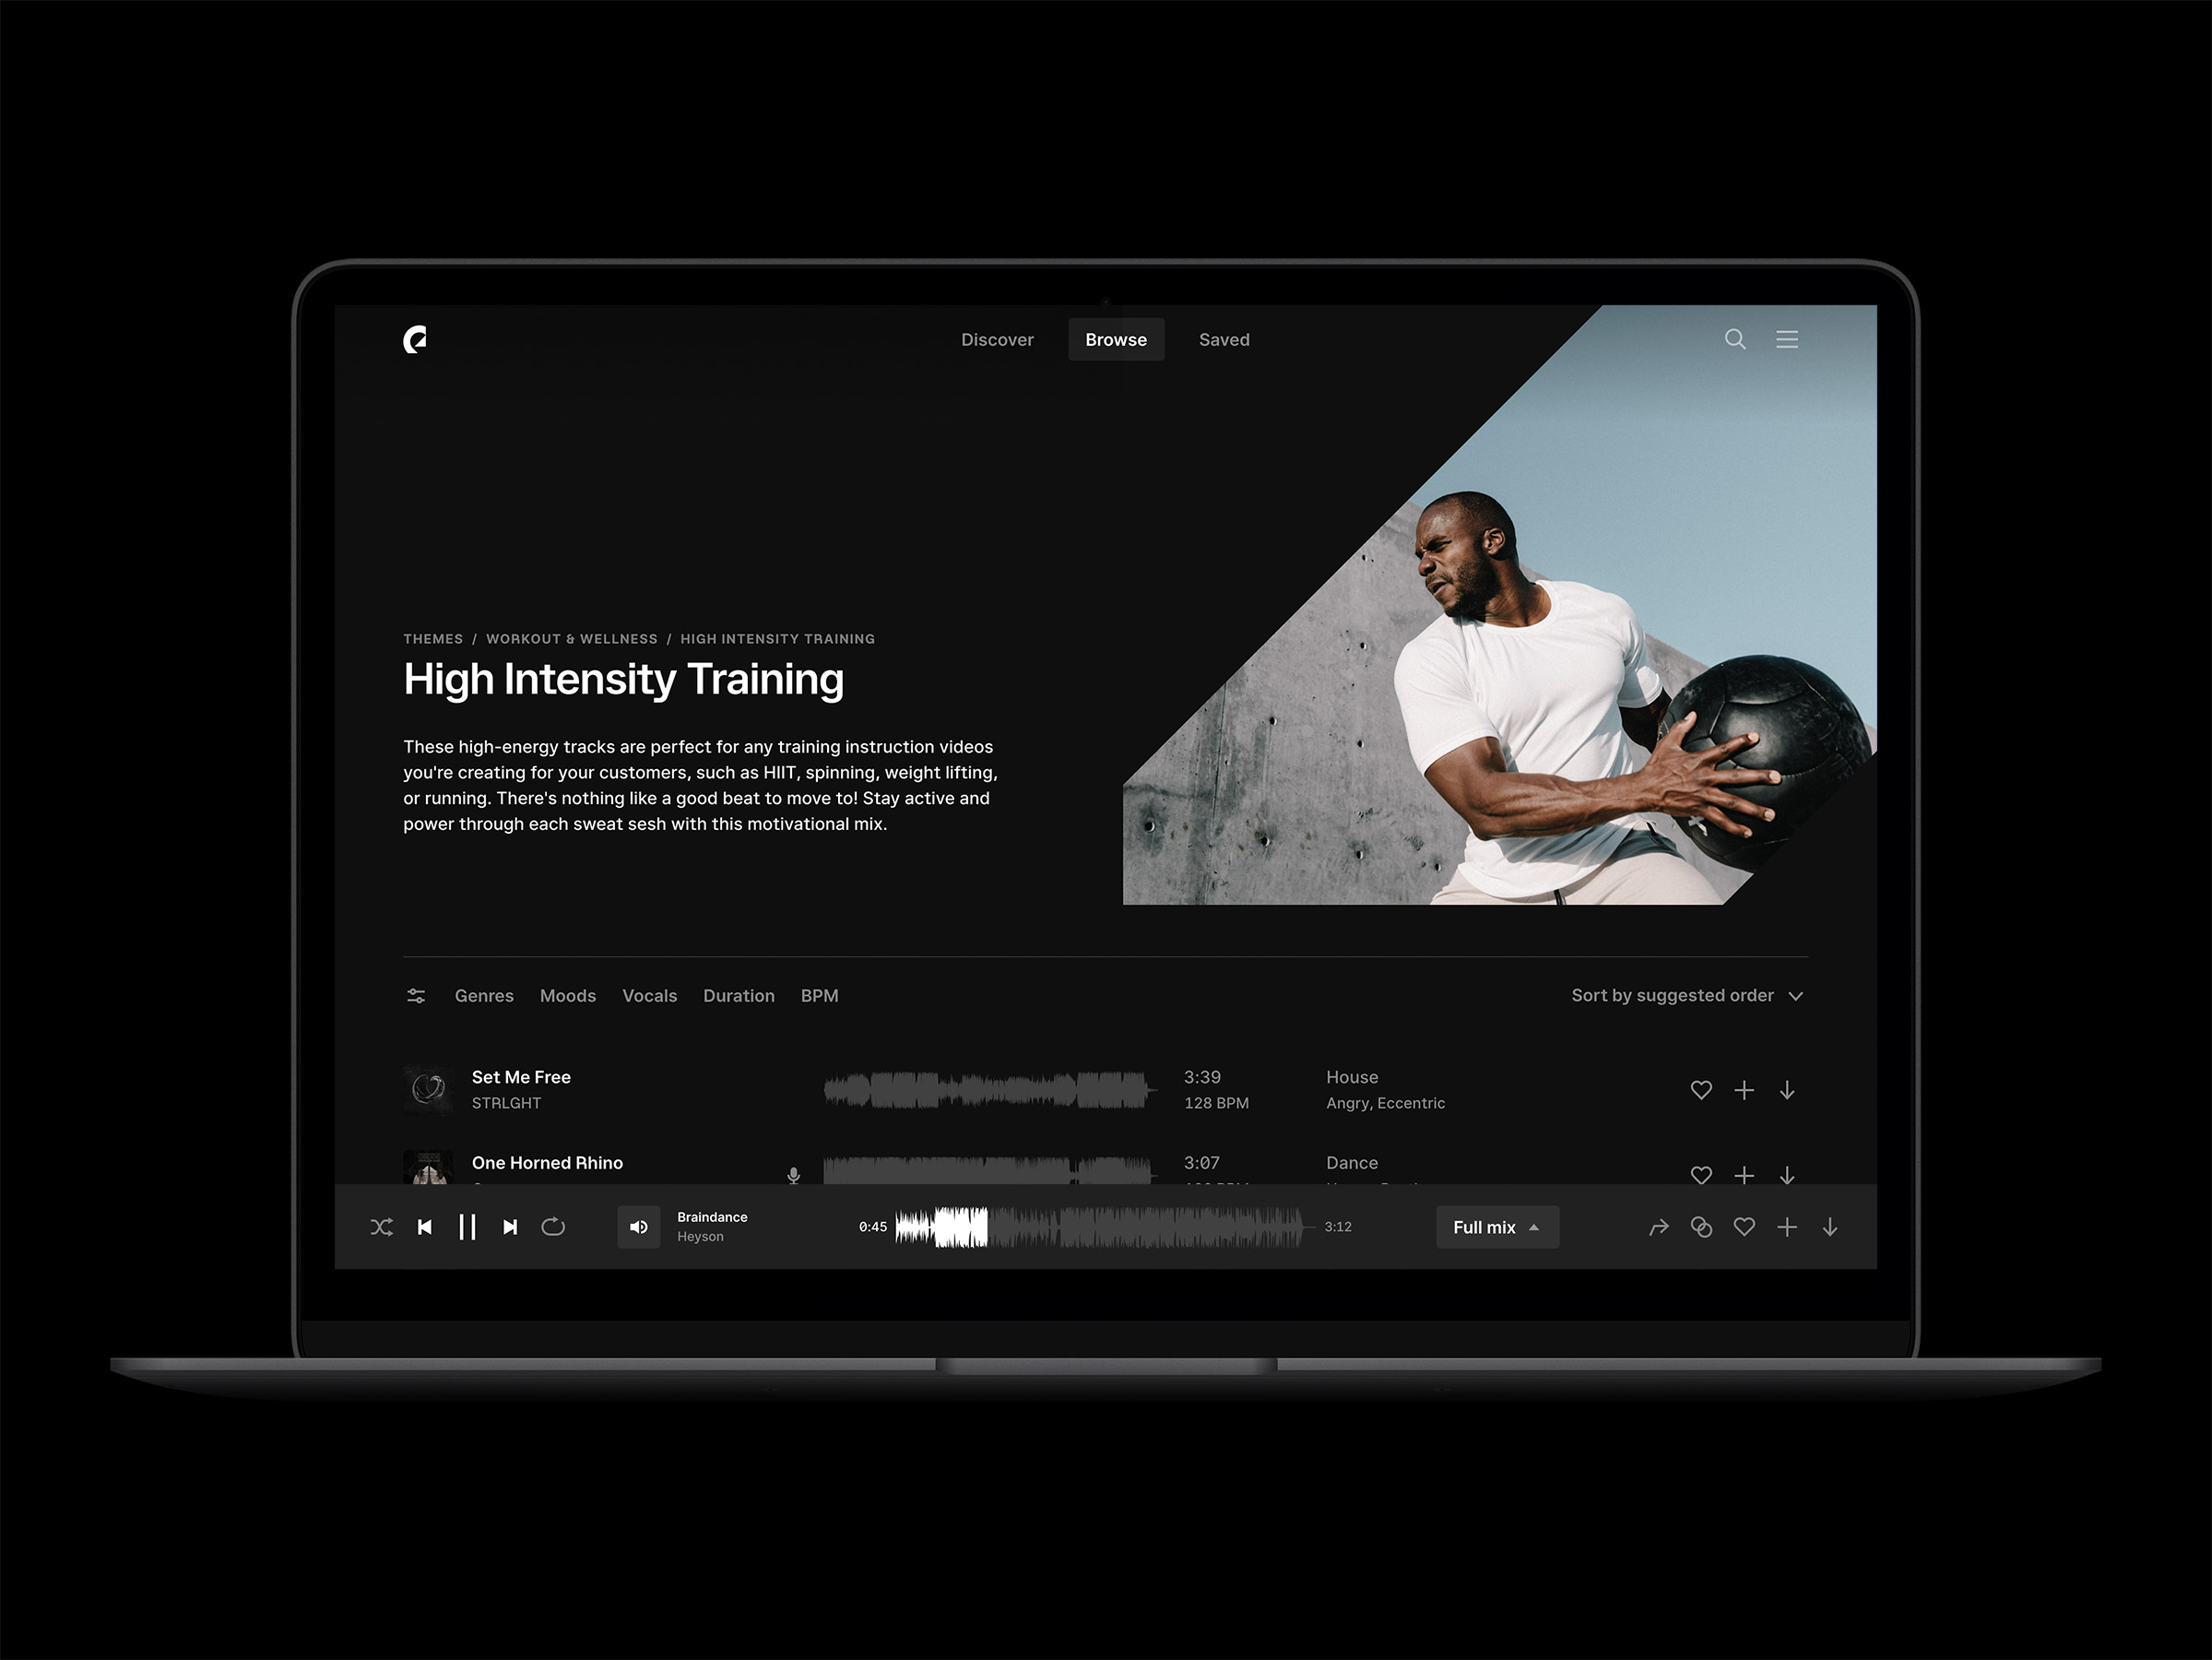 Discover Browse Saved
THEMES / WORKOUT & WELLNESS / HIGH INTENSITY TRAINING
High Intensity Training
These high-energy tracks are perfect for any training instruction videos
you're creating for your customers, such as HIIT, spinning, weight lifting,
or running. There's nothing like a good beat to move to! Stay active and
power through each sweat sesh with this motivational mix.
Genres Moods Vocals Duration BPM Sort by suggested order
Set Me Free 3:39 House
STRLGHT 128 BPM Angry, Eccentric
One Horned Rhino 3:07 Dance
Braindance
Heyson
0:45 3:12 Full mix